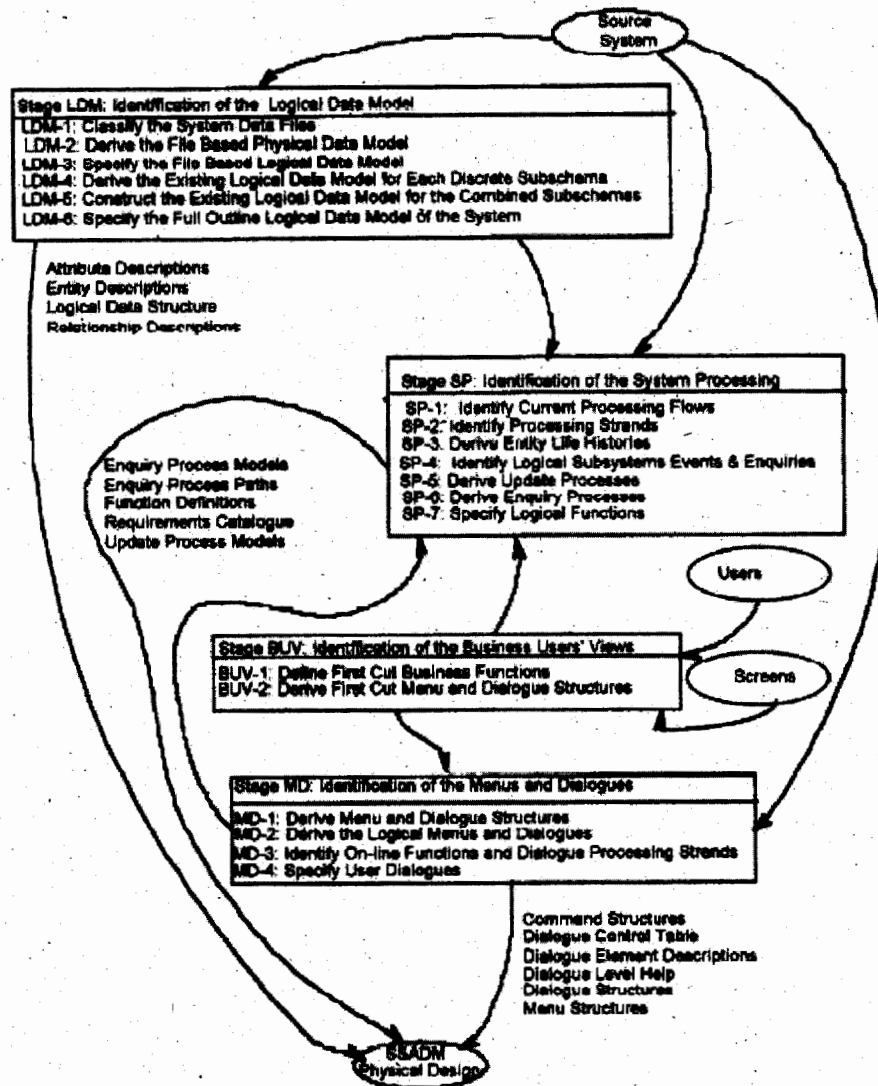 Source
System
Stage LDM: Identification of the Logical Data Model
LDM-1: Classify the System Data Files
LDM-2: Derive the File Based Physical Data Model
LDM-3: Specify the File Based Logical Data Model
LDM-4: Derive the Existing Logical Data Model for Each Discrete Subschema
LDM-5: Construct the Existing Logical Data Model for the Combined Subschemas
LDM-6: Specify the Full Outline Logical Data Model of the System
Attribute Descriptions
Entity Descriptions
Logical Data Structure
Relationship Descriptions
Stage SP: Identification of the System Processing
SP-1: Identify Current Processing Flows
SP-2: Identify Processing Strands
SP-3: Derive Entity Life Histories
SP-4: Identify Logical Subsystems Events & Enquiries
SP-5: Derive Update Processes
SP-6: Derive Enquiry Processes
SP-7: Specify Logical Functions
Enquiry Process Models
Enquiry Process Paths
Function Definitions
Requirements Catalogue
Update Process Models
Users
Stage BUV: Identification of the Business Users' Views
BUV-1: Define First Cut Business Functions
BUV-2: Derive First Cut Menu and Dialogue Structures
Screens
Stage MD: Identification of the Menus and Dialogues
MD-1: Derive Menu and Dialogue Structures
MD-2: Derive the Logical Menus and Dialogues
MD-3: Identify On-line Functions and Dialogue Processing Strands
MD-4: Specify User Dialogues
Command Structures
Dialogue Control Table
Dialogue Element Descriptions
Dialogue Level Help
Dialogue Structures
Menu Structures
SSADM
Physical Design